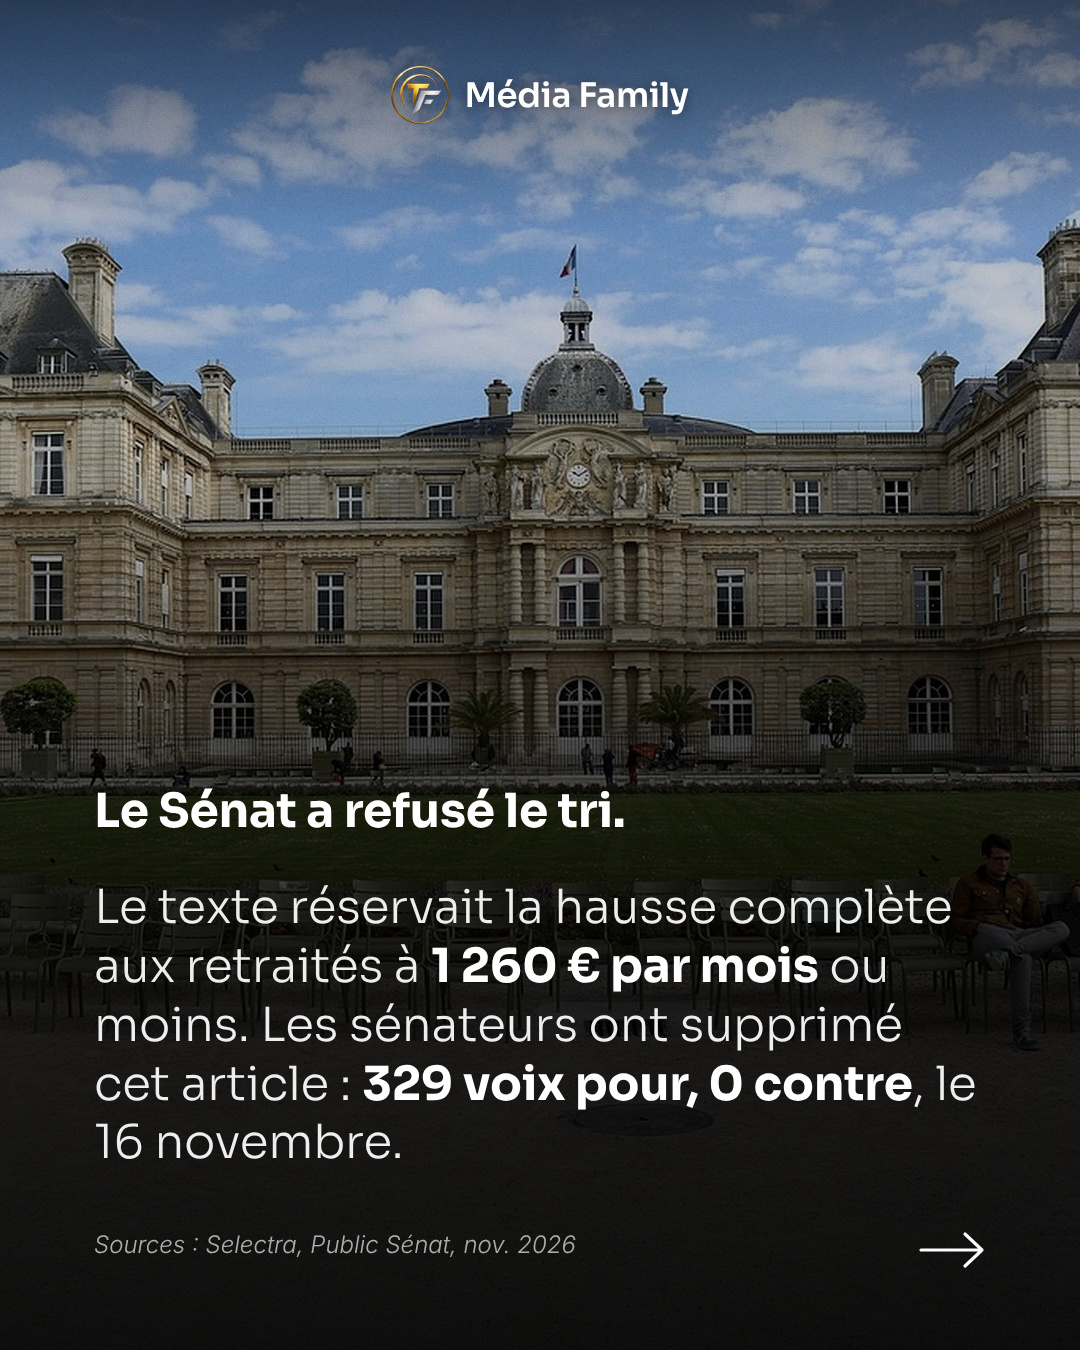 Média Family
Le Sénat a refusé le tri.
Le texte réservait la hausse complète
aux retraités à 1 260 € par mois ou
moins. Les sénateurs ont supprimé
cet article : 329 voix pour, 0 contre, le
16 novembre.
Sources : Selectra, Public Sénat, nov. 2026